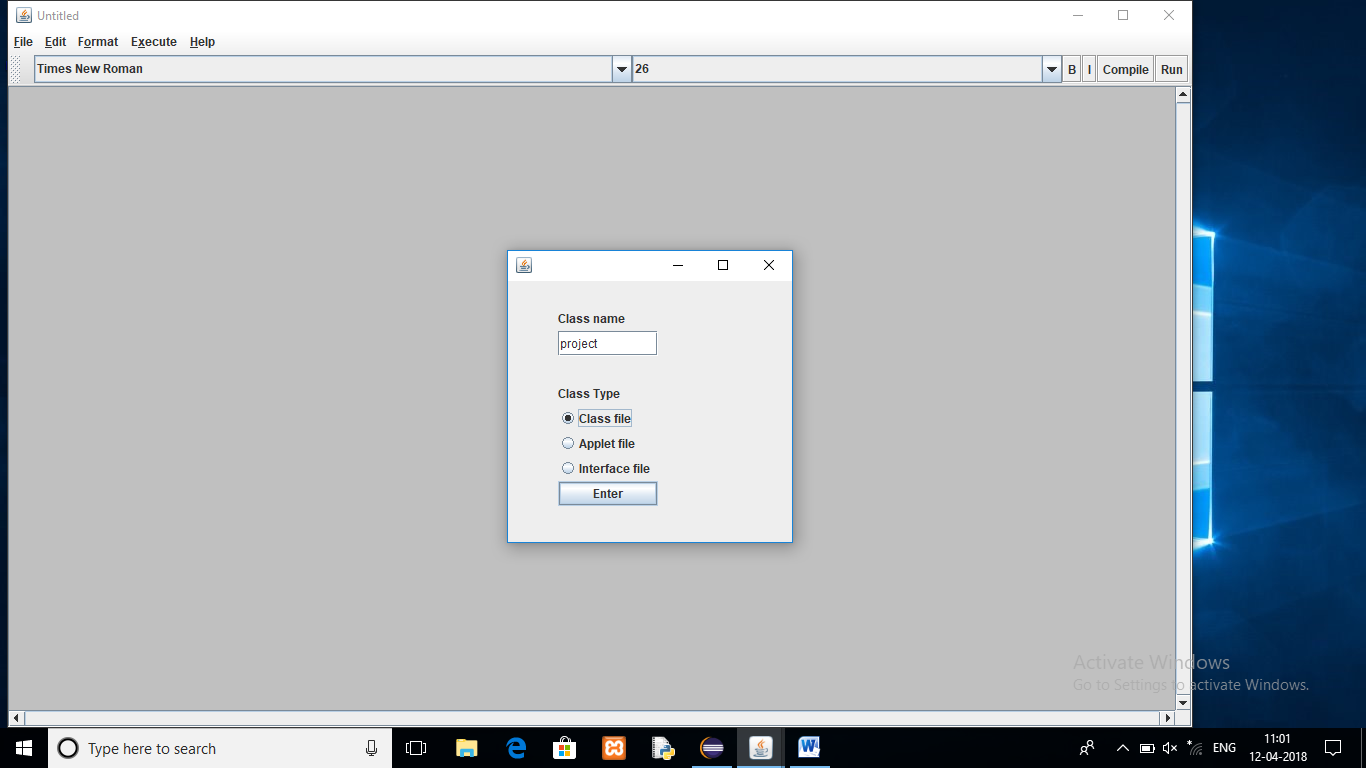 Untitled
File Edit Format Execute Help
Times New Roman 26 B I Compile Run
Class name
project
Class Type
Class file
Applet file
Interface file
Enter
Activate Windows
Go to Settings to activate Windows.
Type here to search
ENG
11:01
12-04-2018